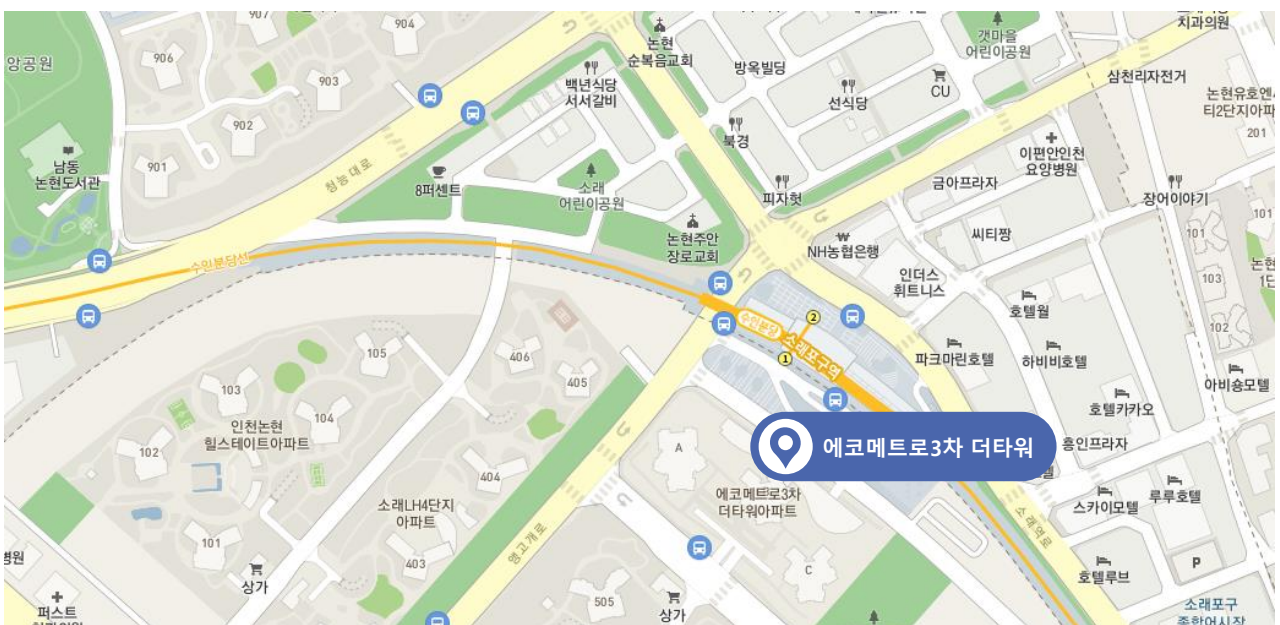 907
904
906
903
902
901
앙공원
남동
논현도서관
논현
순복음교회
백년식당
서서갈비
방옥빌딩
갯마을
어린이공원
치과의원
선식당
CU
삼천리자전거
논현유호엔
티2단지아파
201
북경
이편안인천
요양병원
청능대로
8퍼센트
소래
어린이공원
피자헛
금아프라자
장어이야기
논현주안
장로교회
NH농협은행
씨티짱
101
101
수인분당선
인더스
휘트니스
103
논현
1단
호텔월
2
수인분당
소래포구역
1
102
105
406
405
파크마린호텔
하비비호텔
아비숑모텔
103
104
인천논현
힐스테이트아파트
호텔카카오
102
A
에코메트로3차 더타워
흥인프라자
텔
404
소래LH4단지
아파트
에코메트로3차
더타워아파트
스카이모텔
루루호텔
소래역로
앵고개로
101
403
C
P
호텔루브
병원
상가
퍼스트
505
상가
소래포구
종합어시장